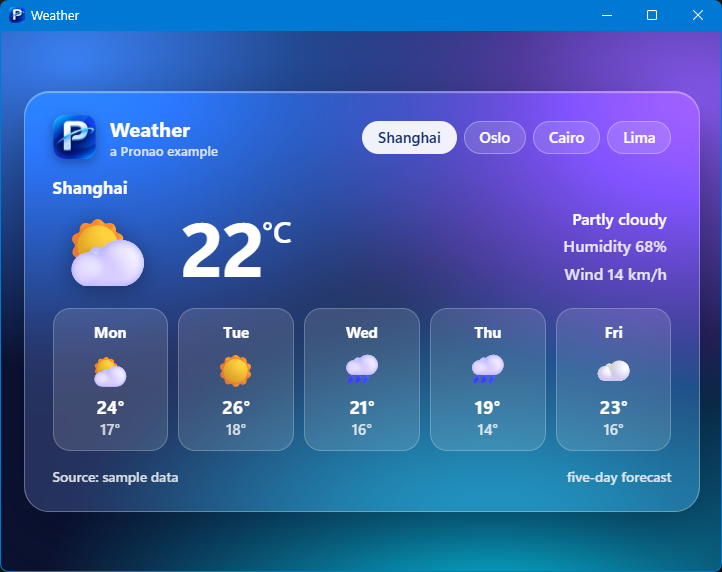 Weather
Weather
a Pronao example
Shanghai Oslo Cairo Lima
Shanghai
22°C
Partly cloudy
Humidity 68%
Wind 14 km/h
Mon Tue Wed Thu Fri
24° 26° 21° 19° 23°
17° 18° 16° 14° 16°
Source: sample data five-day forecast